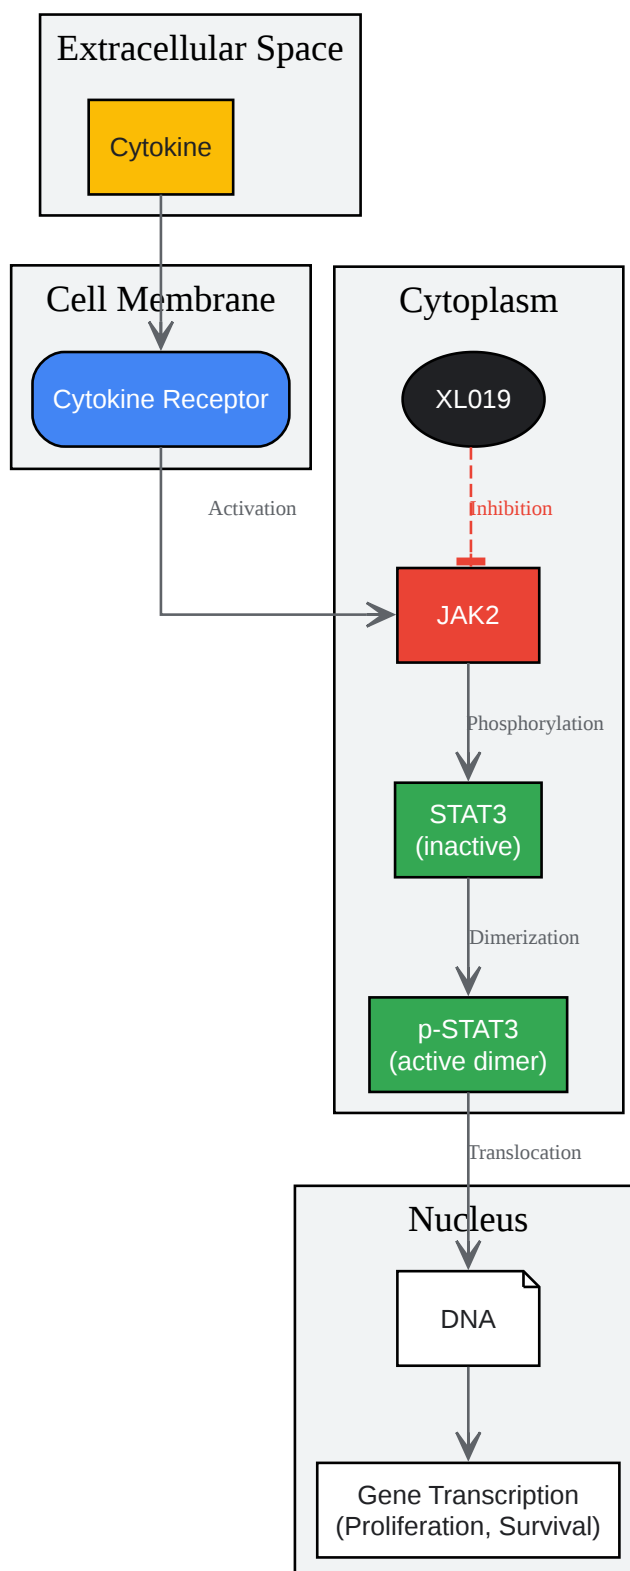 Extracellular Space
Cytokine
Cell Membrane
Cytokine Receptor
Cytoplasm
XL019
Activation
Inhibition
JAK2
Phosphorylation
STAT3
(inactive)
Dimerization
p-STAT3
(active dimer)
Translocation
Nucleus
DNA
Gene Transcription
(Proliferation, Survival)